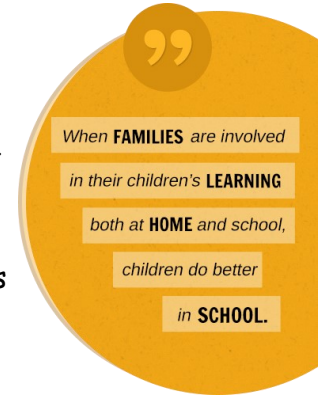 When FAMILIES are involved
in their children's LEARNING
both at HOME and school,
children do better
in SCHOOL.